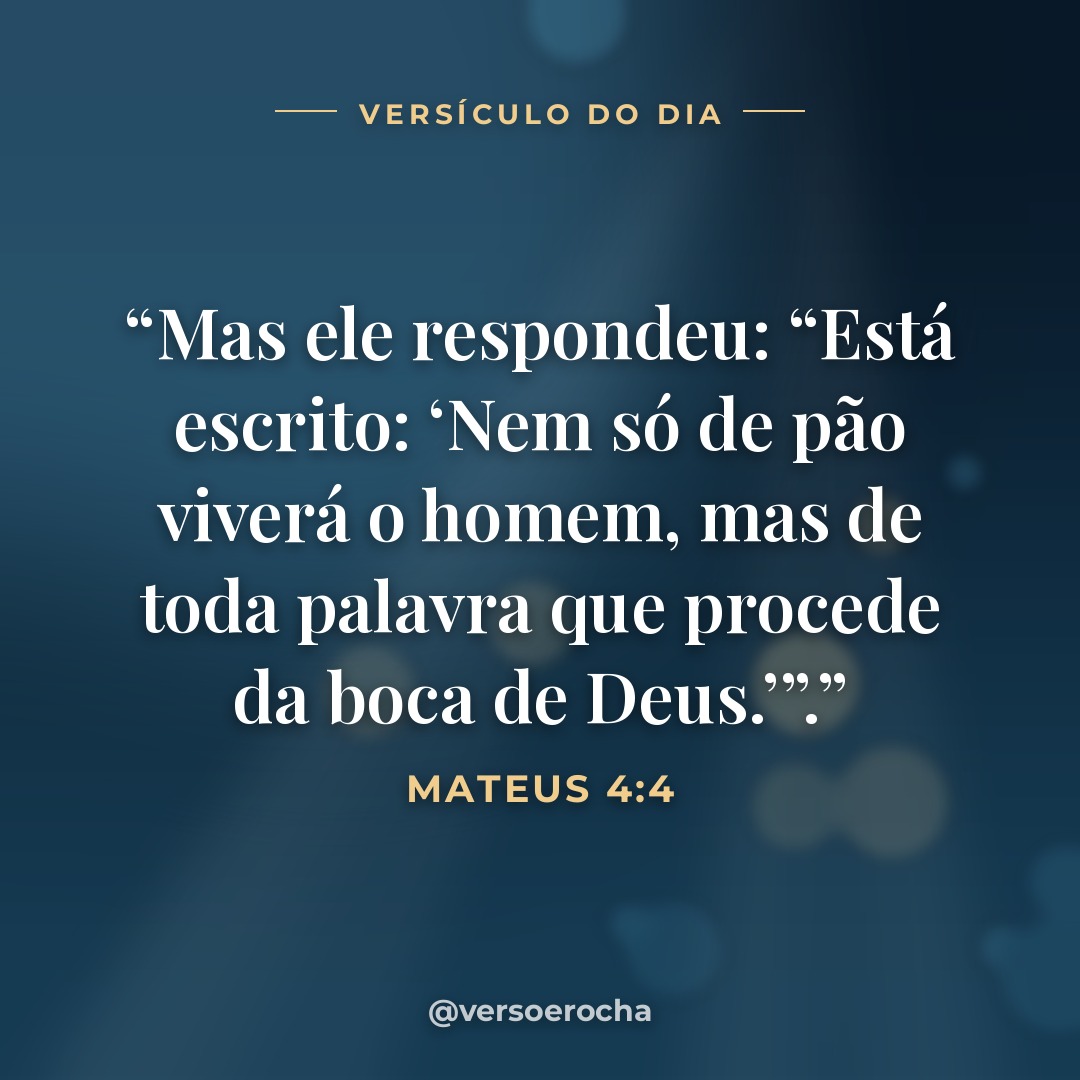 VERSÍCULO DO DIA
“Mas ele respondeu: “Está
escrito: ‘Nem só de pão
viverá o homem, mas de
toda palavra que procede
da boca de Deus.’”.”
MATEUS 4:4
@versoerocha